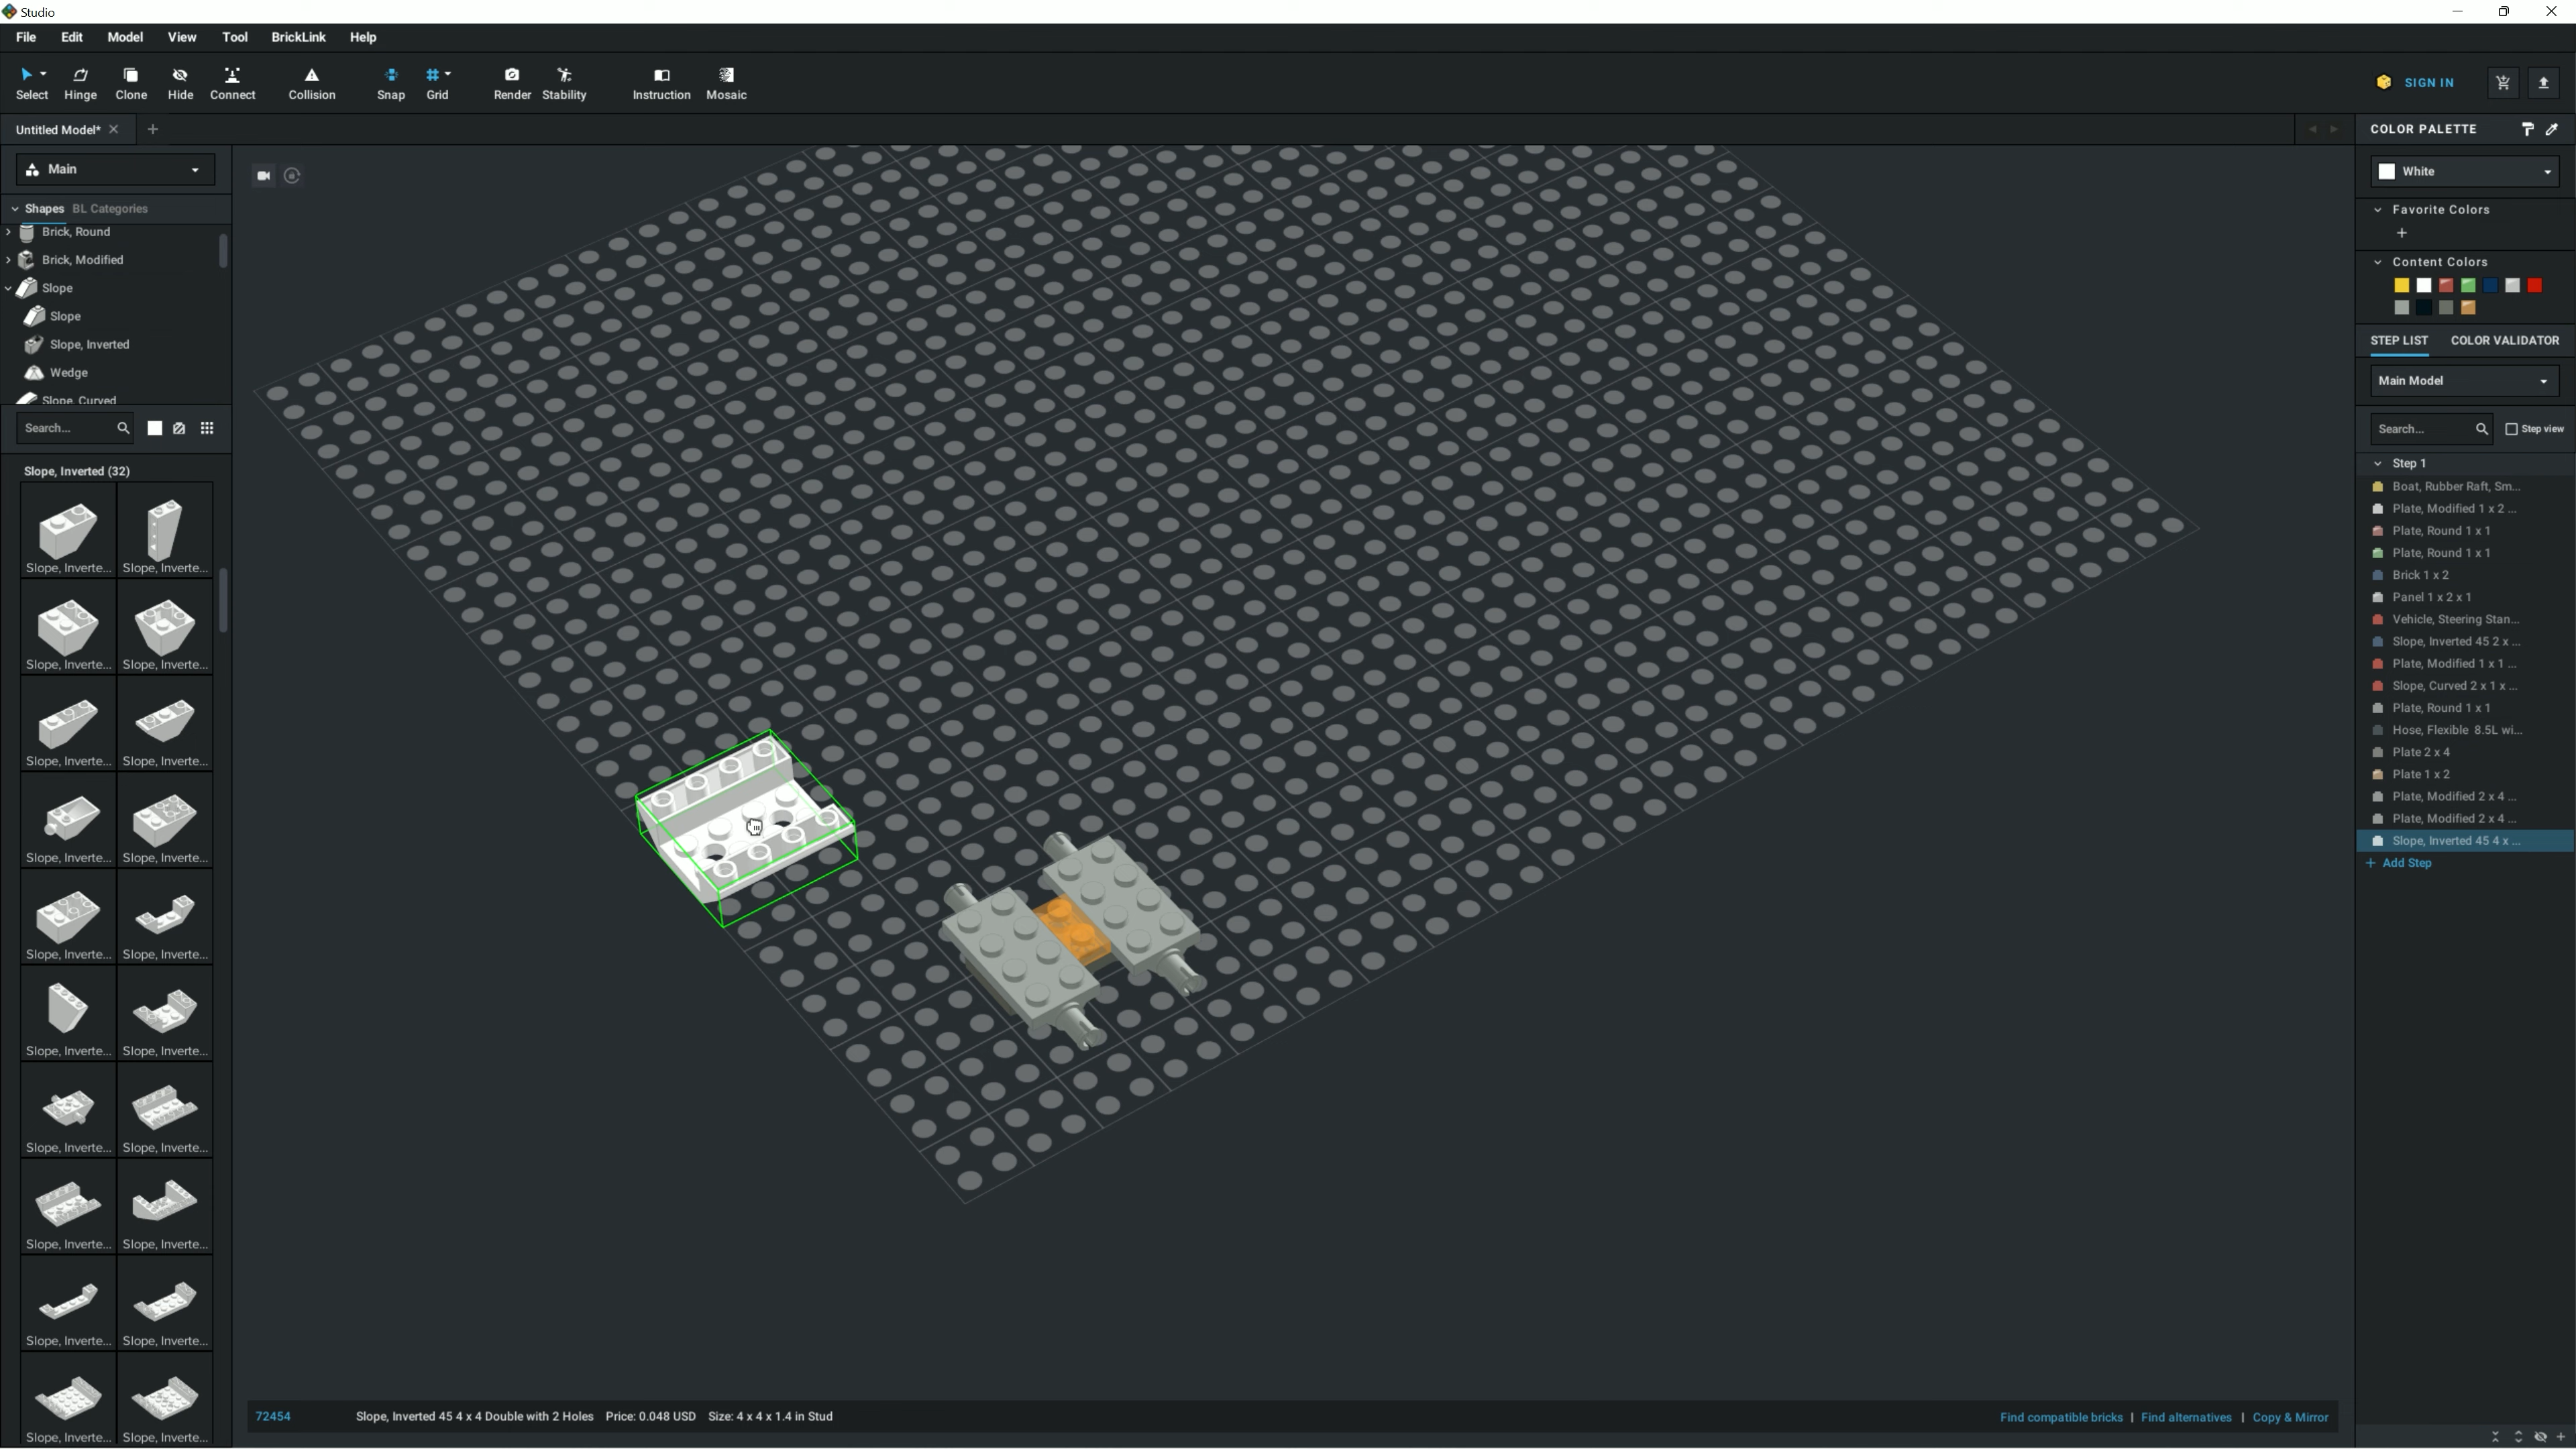 Studio
File Edit Model View Tool BrickLink Help
Select Hinge Clone Hide Connect Collision Snap Grid Render Stability Instruction Mosaic
SIGN IN
Untitled Model*
COLOR PALETTE
Main
White
Shapes BL Categories
Favorite Colors
Brick, Round
Brick, Modified
Content Colors
Slope
Slope
Slope, Inverted
STEP LIST COLOR VALIDATOR
Wedge
Main Model
Slope, Curved
Search...
Search... Step view
Slope, Inverted (32)
Step 1
Boat, Rubber Raft, Sm...
Plate, Modified 1 x 2 ...
Plate, Round 1 x 1
Plate, Round 1 x 1
Brick 1 x 2
Panel 1 x 2 x 1
Vehicle, Steering Stan...
Slope, Inverted 45 2 x ...
Plate, Modified 1 x 1 ...
Slope, Curved 2 x 1 x ...
Plate, Round 1 x 1
Hose, Flexible 8.5L wi...
Plate 2 x 4
Plate 1 x 2
Plate, Modified 2 x 4 ...
Plate, Modified 2 x 4 ...
Slope, Inverted 45 4 x ...
+ Add Step
Slope, Inverte... Slope, Inverte...
Slope, Inverte... Slope, Inverte...
Slope, Inverte... Slope, Inverte...
Slope, Inverte... Slope, Inverte...
Slope, Inverte... Slope, Inverte...
Slope, Inverte... Slope, Inverte...
Slope, Inverte... Slope, Inverte...
Slope, Inverte... Slope, Inverte...
Slope, Inverte... Slope, Inverte...
Slope, Inverte... Slope, Inverte...
72454 Slope, Inverted 45 4 x 4 Double with 2 Holes Price: 0.048 USD Size: 4 x 4 x 1.4 in Stud
Find compatible bricks | Find alternatives | Copy & Mirror